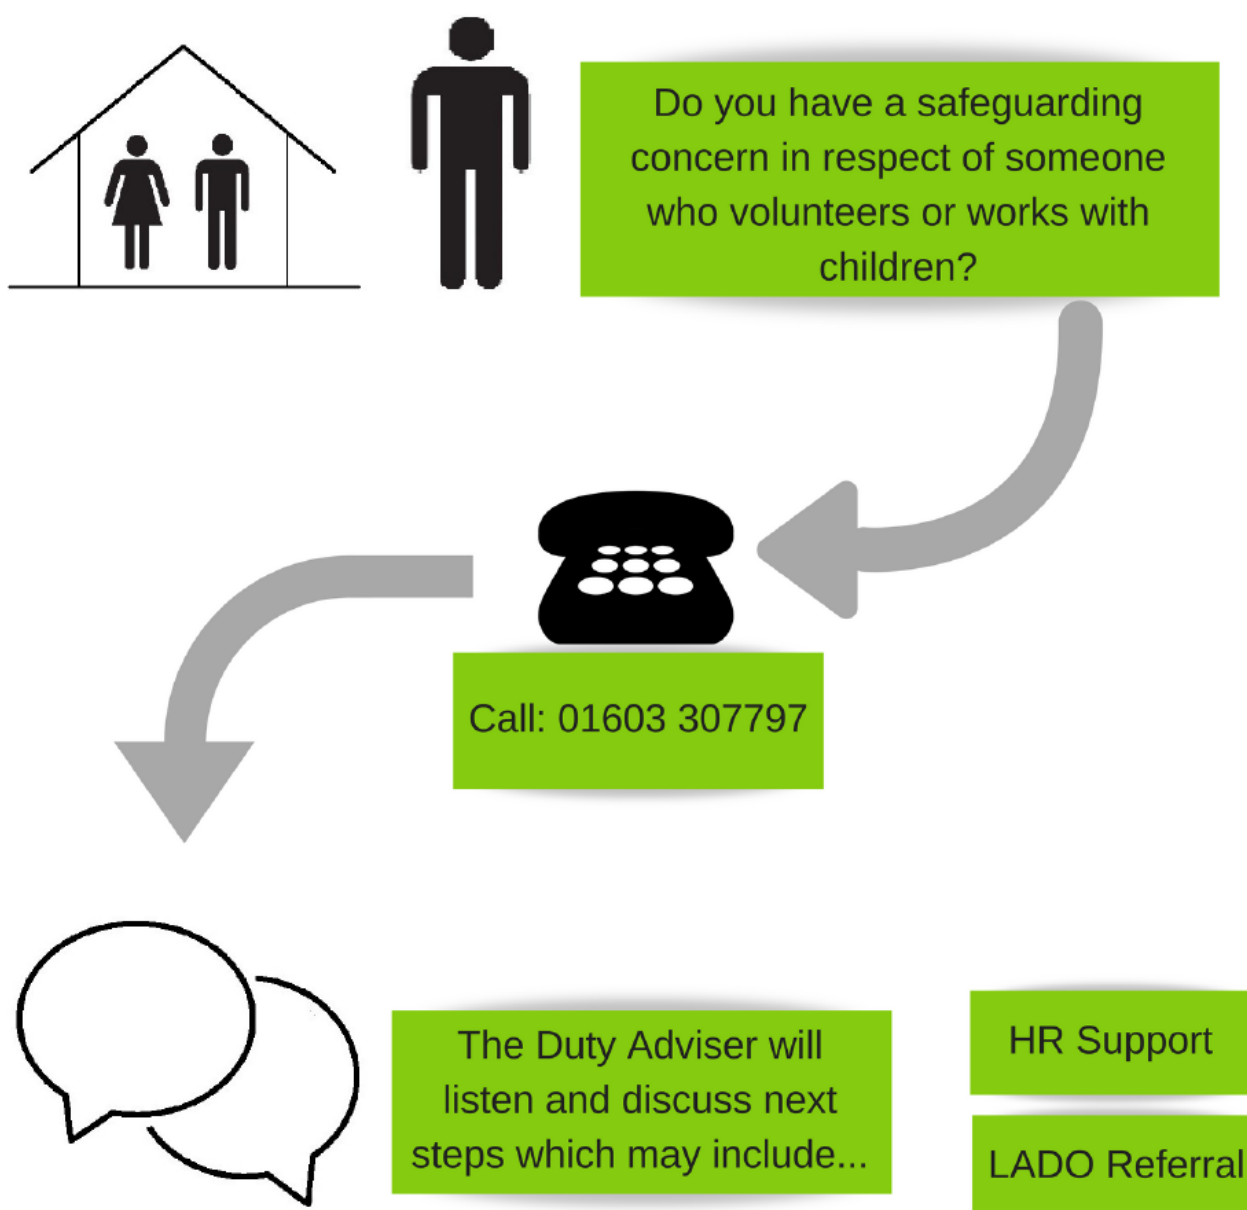 Do you have a safeguarding
concern in respect of someone
who volunteers or works with
children?
Call: 01603 307797
The Duty Adviser will
listen and discuss next
steps which may include...
HR Support
LADO Referral